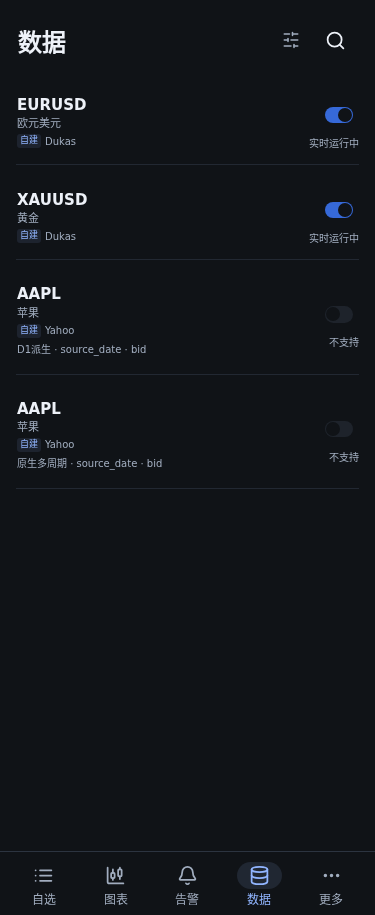 数据
EURUSD
欧元美元
自建 Dukas
实时运行中
XAUUSD
黄金
自建 Dukas
实时运行中
AAPL
苹果
自建 Yahoo
D1派生 · source_date · bid
不支持
AAPL
苹果
自建 Yahoo
原生多周期 · source_date · bid
不支持
自选 图表 告警 数据 更多